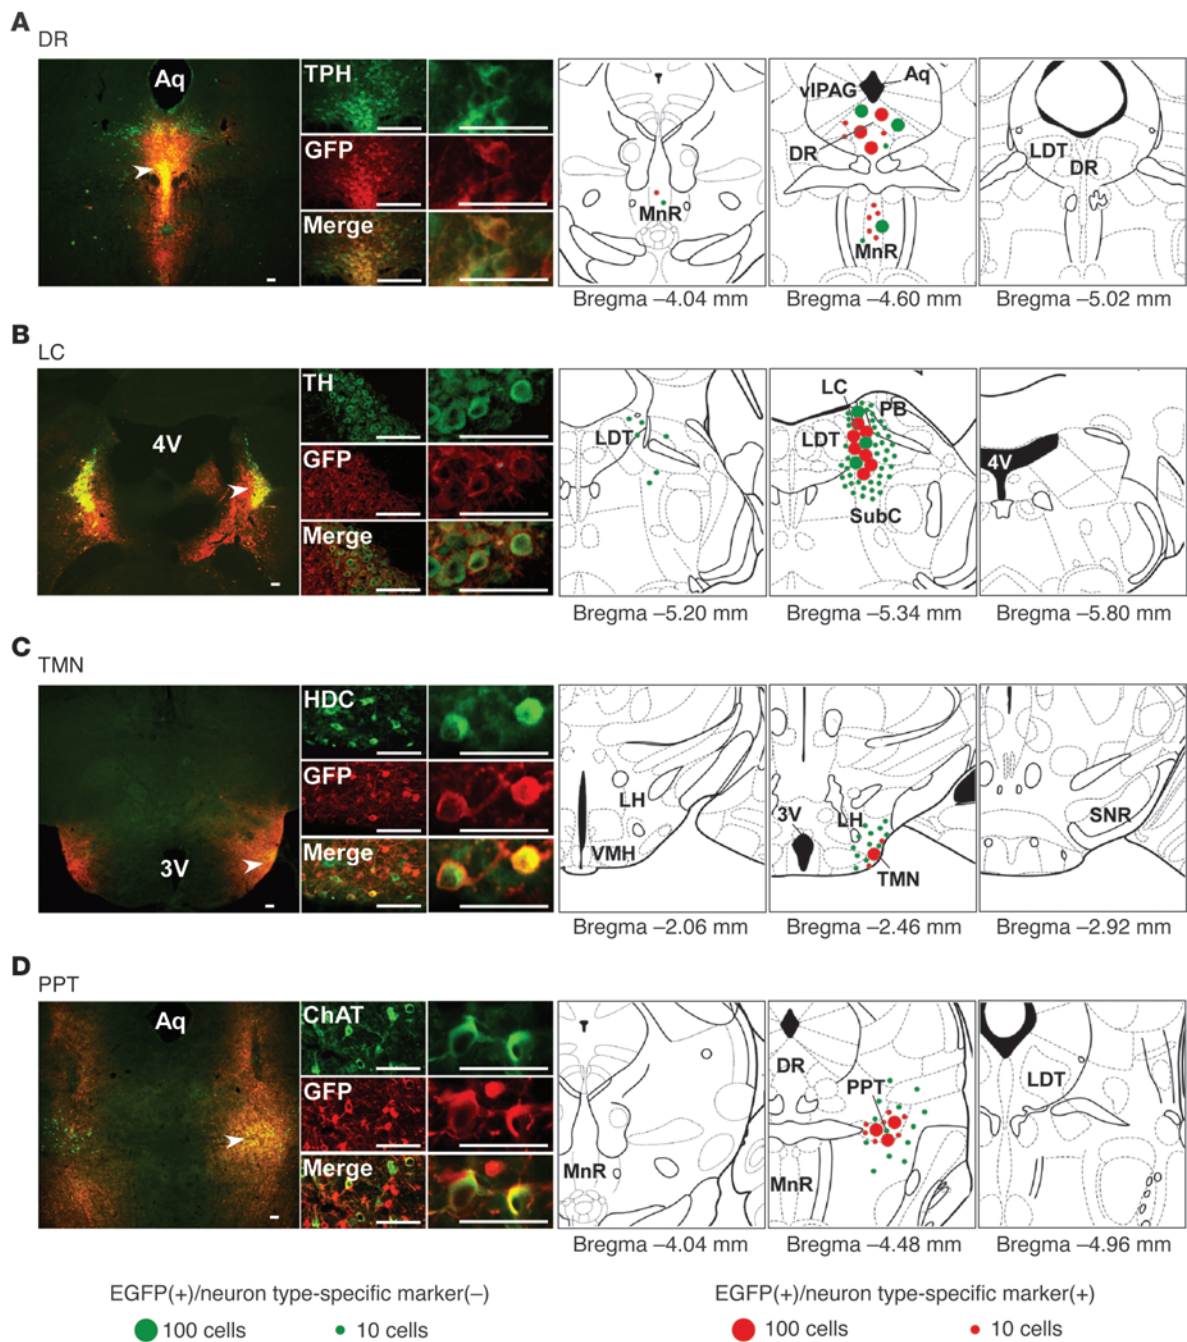 A
DR
Aq
TPH
GFP
Merge
MnR
Bregma –4.04 mm
vlPAG
Aq
DR
MnR
Bregma –4.60 mm
LDT
DR
Bregma –5.02 mm
B
LC
4V
TH
GFP
Merge
LDT
Bregma –5.20 mm
LC
PB
LDT
SubC
Bregma –5.34 mm
4V
Bregma –5.80 mm
C
TMN
3V
HDC
GFP
Merge
LH
VMH
Bregma –2.06 mm
3V
LH
TMN
Bregma –2.46 mm
SNR
Bregma –2.92 mm
D
PPT
Aq
ChAT
GFP
Merge
MnR
Bregma –4.04 mm
DR
PPT
MnR
Bregma –4.48 mm
LDT
Bregma –4.96 mm
EGFP(+)/neuron type-specific marker(–)
100 cells
10 cells
EGFP(+)/neuron type-specific marker(+)
100 cells
10 cells